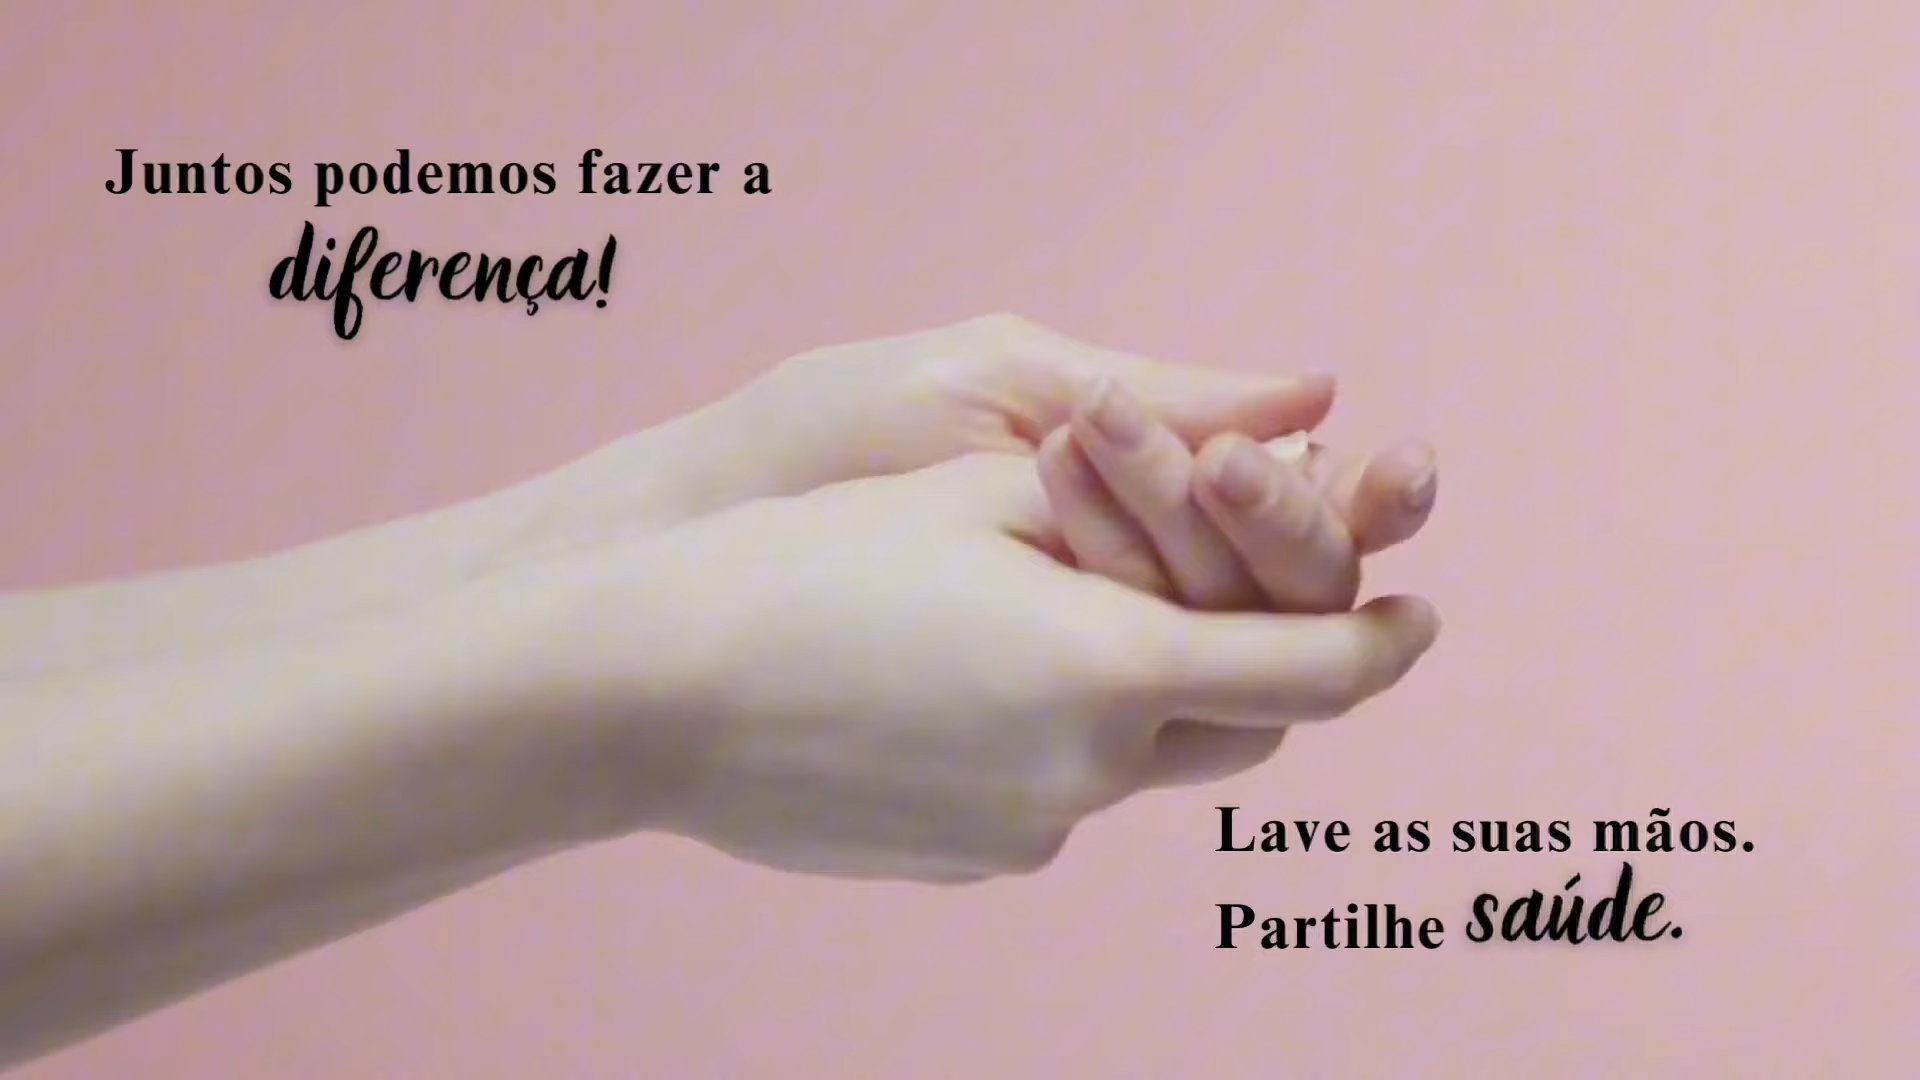 Juntos podemos fazer a
diferença!
Lave as suas mãos.
Partilhe saúde.